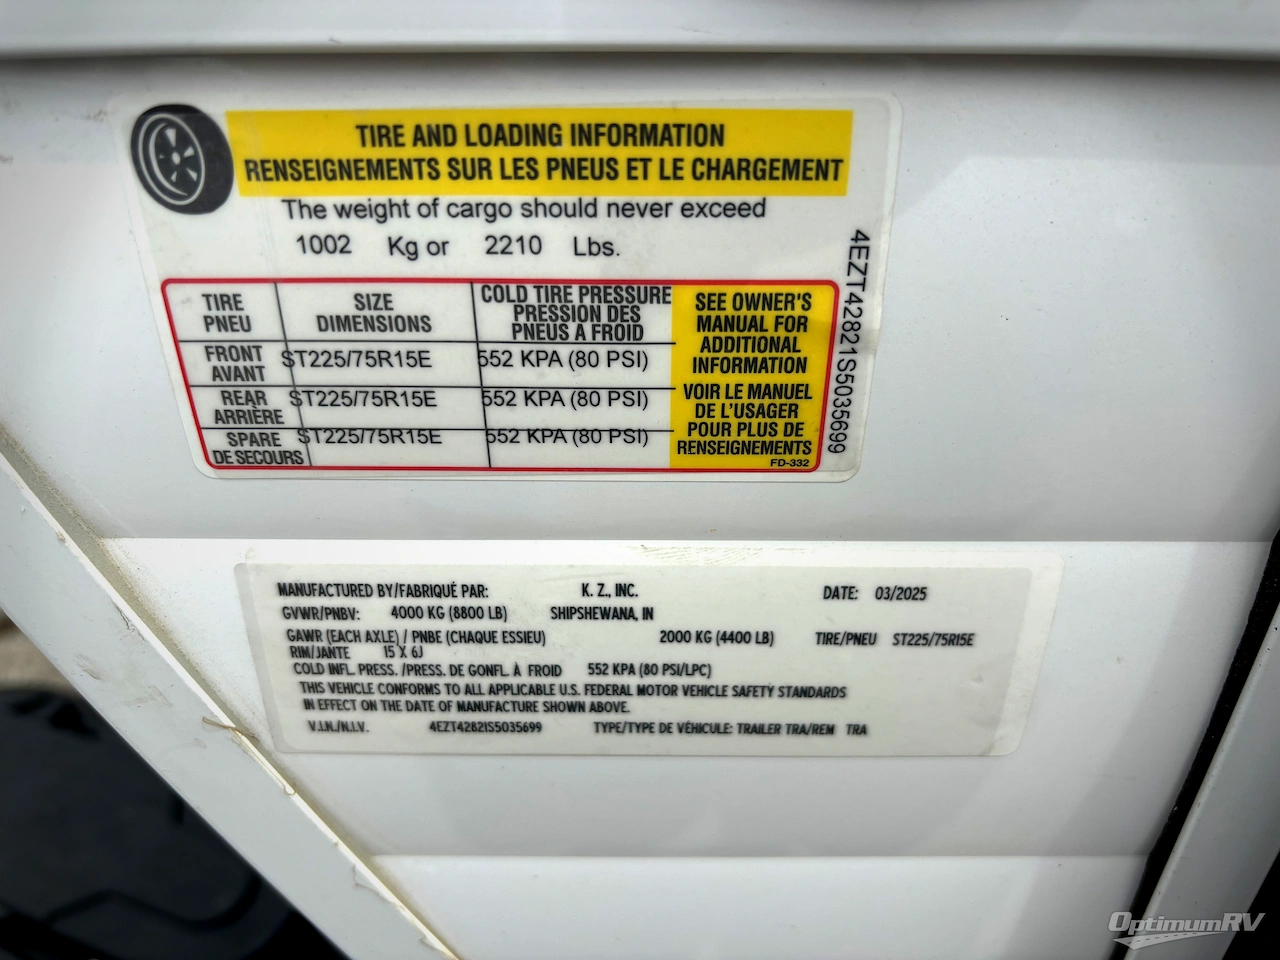 TIRE AND LOADING INFORMATION
RENSEIGNEMENTS SUR LES PNEUS ET LE CHARGEMENT
The weight of cargo should never exceed
1002 Kg or 2210 Lbs.
TIRE
PNEU
SIZE
DIMENSIONS
COLD TIRE PRESSURE
PRESSION DES
PNEUS A FROID
FRONT
AVANT
ST225/75R15E
552 KPA (80 PSI)
REAR
ARRIÈRE
ST225/75R15E
552 KPA (80 PSI)
SPARE
DE SECOURS
ST225/75R15E
552 KPA (80 PSI)
SEE OWNER'S
MANUAL FOR
ADDITIONAL
INFORMATION
VOIR LE MANUEL
DE L'USAGER
POUR PLUS DE
RENSEIGNEMENTS
FD-332
4EZT42821S5035699
MANUFACTURED BY/FABRIQUÉ PAR: K. Z., INC. DATE: 03/2025
GVWR/PNBV: 4000 KG (8800 LB) SHIPSHEWANA, IN
GAWR (EACH AXLE) / PNBE (CHAQUE ESSIEU) 2000 KG (4400 LB) TIRE/PNEU ST225/75R15E
RIM/JANTE 15 X 6J
COLD INFL. PRESS. /PRESS. DE GONFL. À FROID 552 KPA (80 PSI/LPC)
THIS VEHICLE CONFORMS TO ALL APPLICABLE U.S. FEDERAL MOTOR VEHICLE SAFETY STANDARDS
IN EFFECT ON THE DATE OF MANUFACTURE SHOWN ABOVE.
V.I.N./N.I.V. 4EZT42821S5035699 TYPE/TYPE DE VÉHICULE: TRAILER TRA/REM TRA
OptimumRV